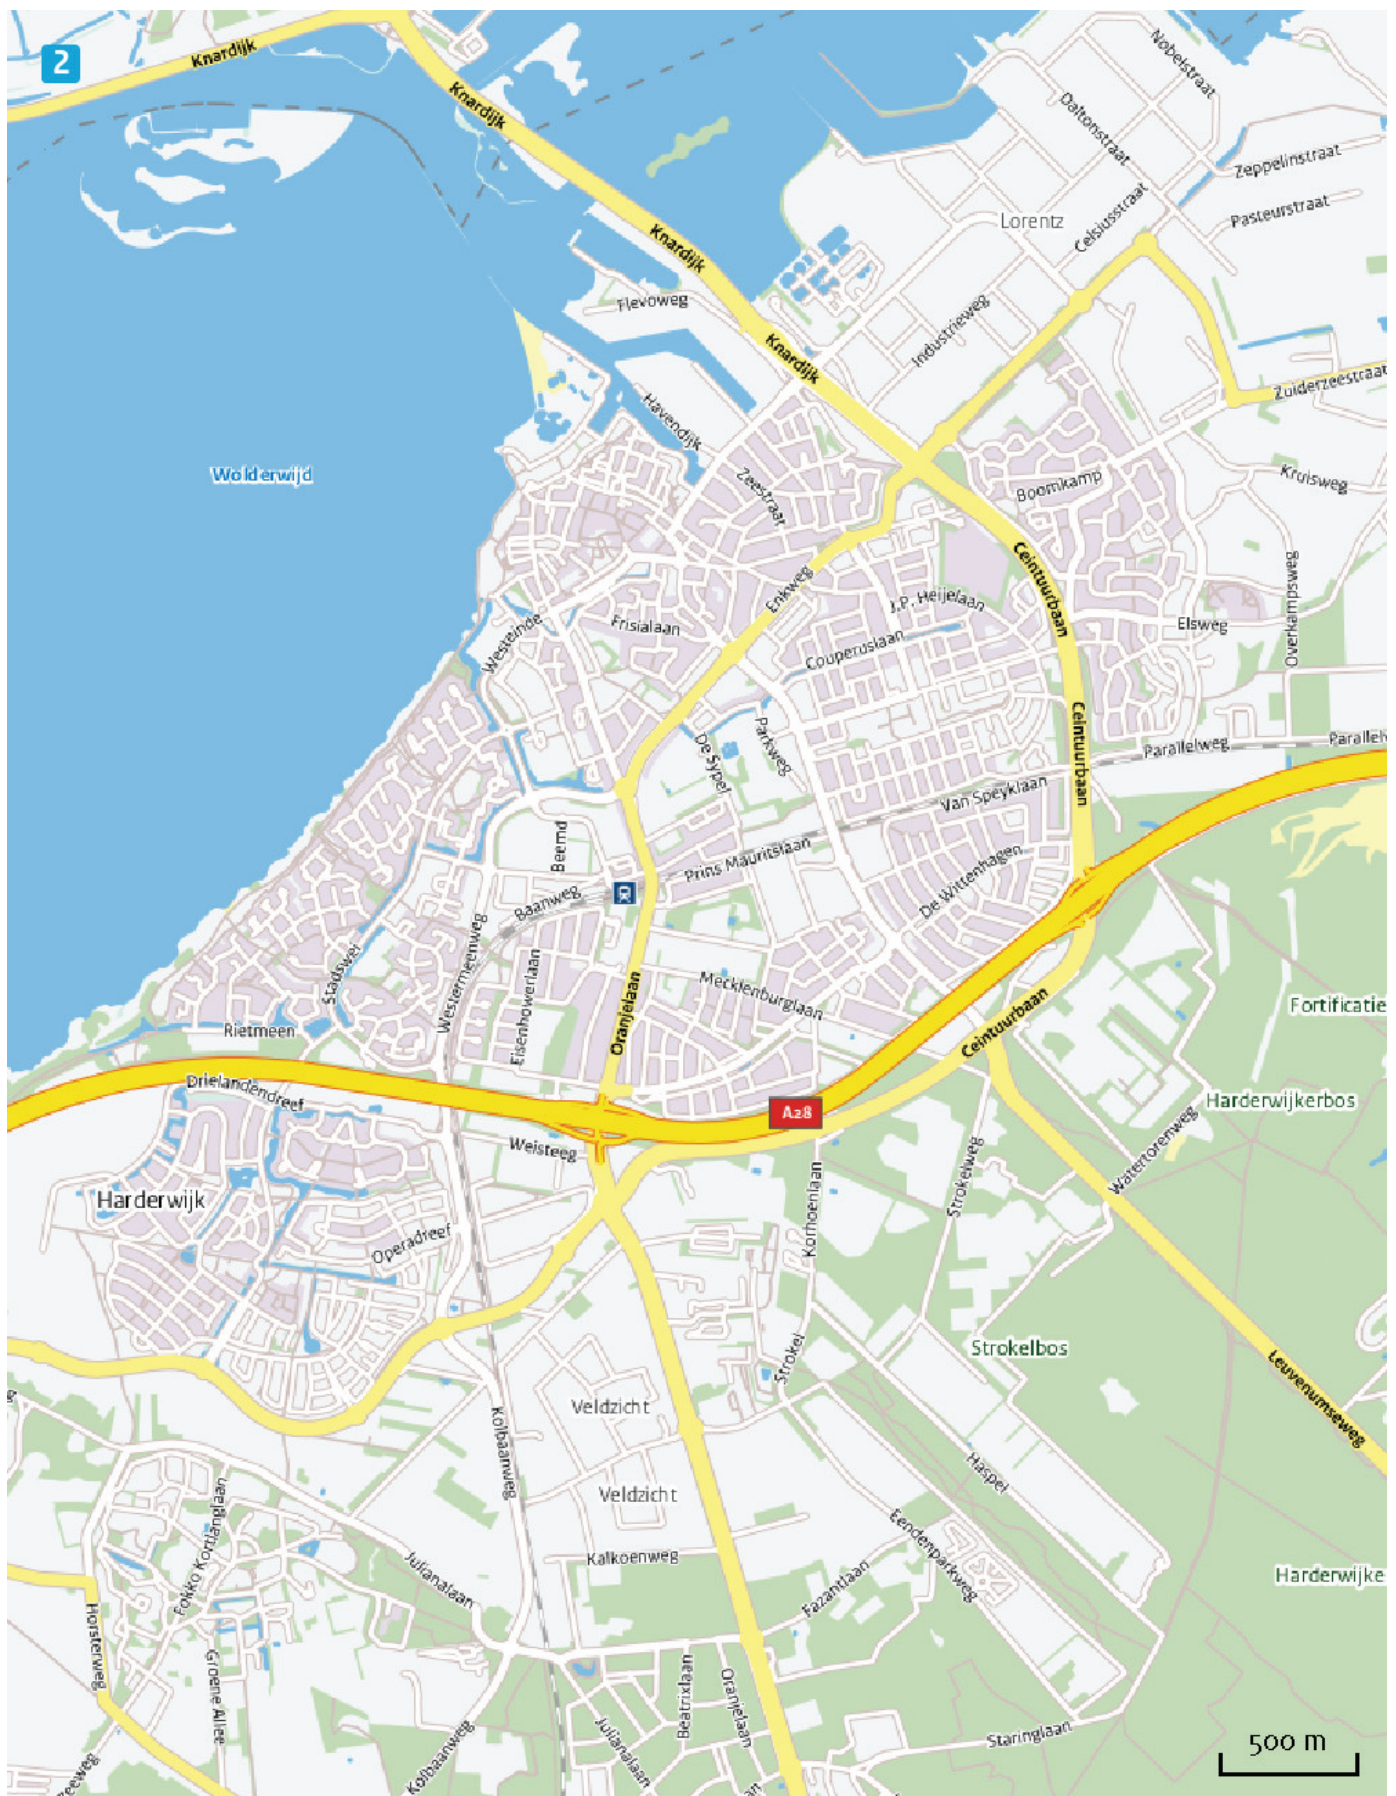 2
Knardijk
Knardijk
Nobelstraat
Daltonstraat
Zeppelinstraat
Pasteurstraat
Celsiusstraat
Lorentz
Knardijk
Flevoweg
Industrieweg
Knardijk
Zuiderzeestraat
Havendijk
Wolderwijd
Zeestraat
Boomkamp
Kruisweg
Ceintuurbaan
Enkweg
J.P. Heijelaan
Overkampsweg
Westeinde
Frisialaan
Elsweg
Couperuslaan
Ceintuurbaan
Parkweg
De Sypel
Parallelweg
Parallelw
Van Speyklaan
Beemd
Prins Mauritslaan
De Wittenhagen
Baanweg
Westermeenweg
Stadswei
Eisenhowerlaan
Mecklenburglaan
Oranjelaan
Fortificatie
Rietmeen
Ceintuurbaan
Drielandendreef
A28
Harderwijkerbos
Weisteeg
Watertorenweg
Strokelweg
Korhoenlaan
Harderwijk
Operadreef
Strokelbos
Strokel
Leuvenumseweg
Veldzicht
Kolbaanweg
Haspel
Veldzicht
Fokko Kortlanglaan
Eendenparkweg
Kalkoenweg
Julianalaan
Fazantlaan
Harderwijke
Horsterweg
Groene Allee
Beatrixlaan
Oranjelaan
Julianalaan
Staringlaan
Kolbaanweg
Zeeweg
500 m